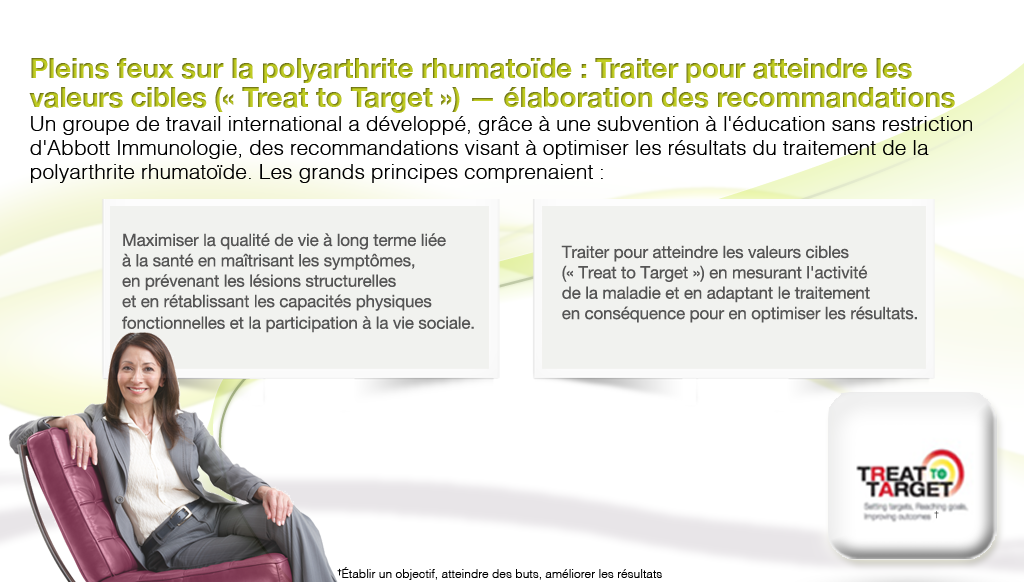 Pleins feux sur la polyarthrite rhumatoïde : Traiter pour atteindre les
valeurs cibles (« Treat to Target ») — élaboration des recommandations
Un groupe de travail international a développé, grâce à une subvention à l'éducation sans restriction
d'Abbott Immunologie, des recommandations visant à optimiser les résultats du traitement de la
polyarthrite rhumatoïde. Les grands principes comprenaient :
Maximiser la qualité de vie à long terme liée
à la santé en maîtrisant les symptômes,
en prévenant les lésions structurelles
et en rétablissant les capacités physiques
fonctionnelles et la participation à la vie sociale.
Traiter pour atteindre les valeurs cibles
(« Treat to Target ») en mesurant l'activité
de la maladie et en adaptant le traitement
en conséquence pour en optimiser les résultats.
TREAT TO
TARGET
Setting targets, Reaching goals,
Improving outcomes †
†Établir un objectif, atteindre des buts, améliorer les résultats